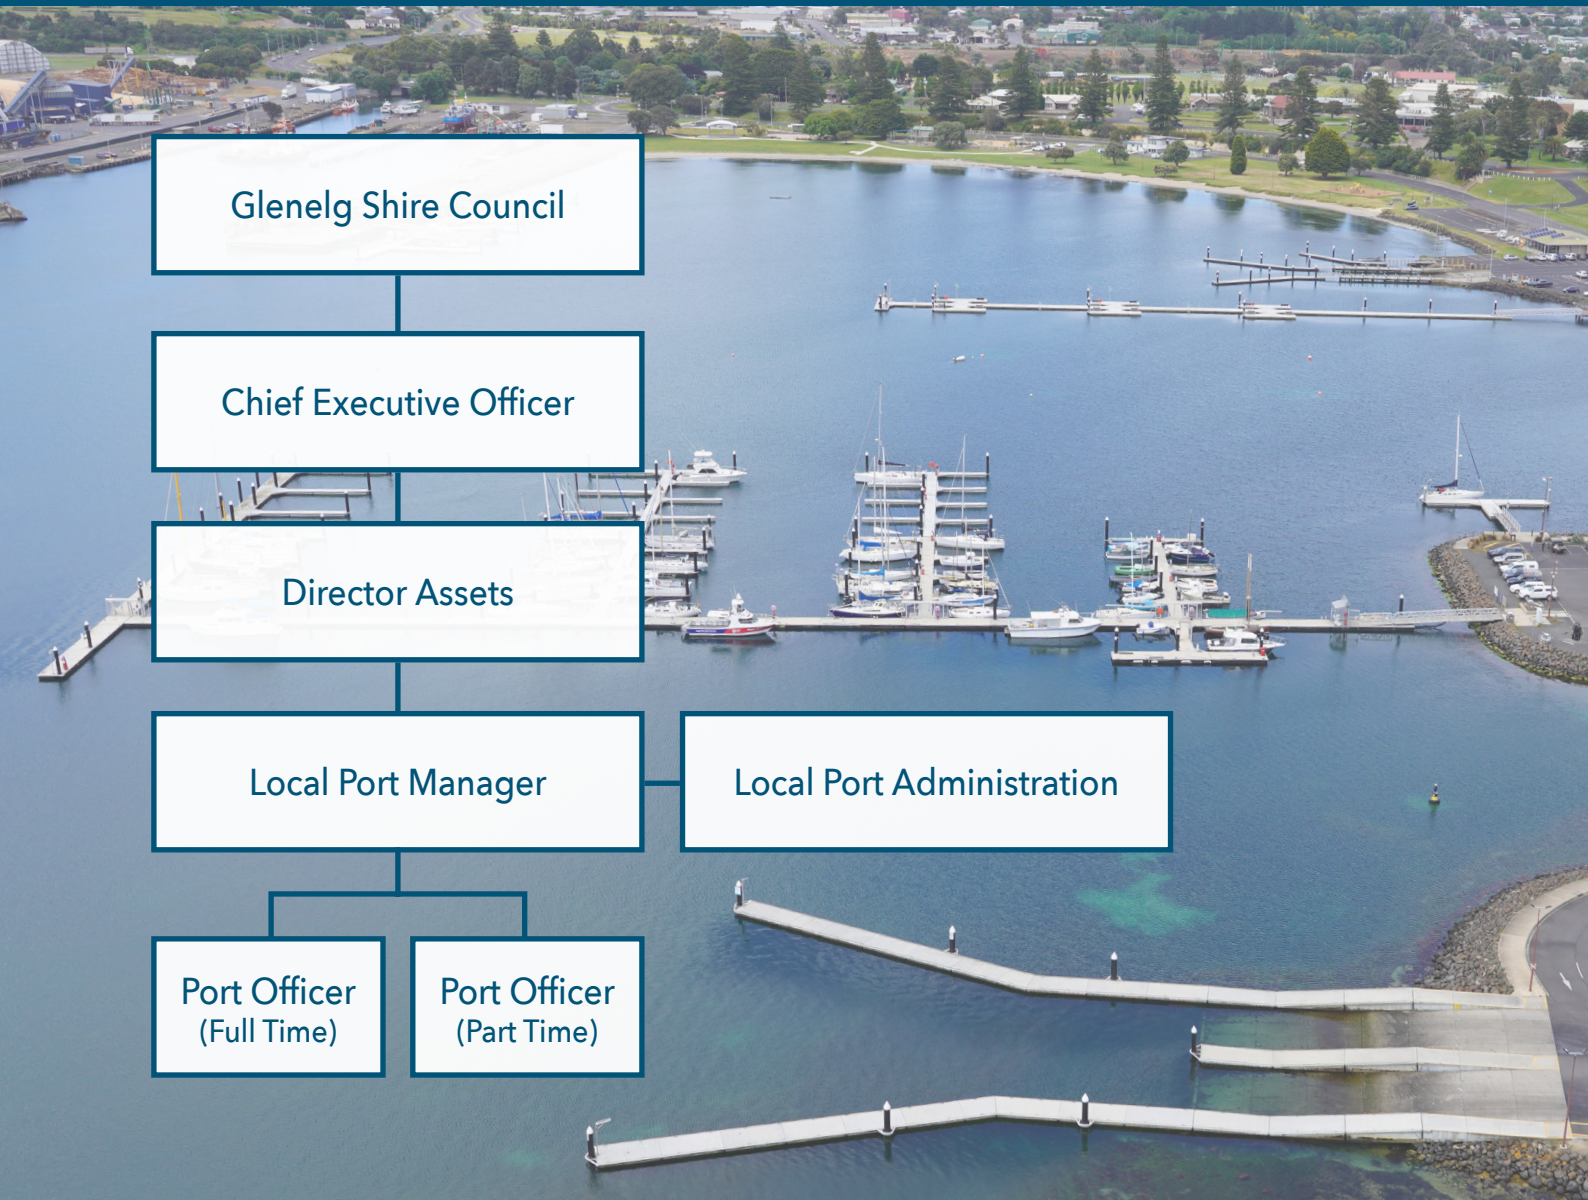 Glenelg Shire Council
Chief Executive Officer
Director Assets
Local Port Manager
Local Port Administration
Port Officer
(Full Time)
Port Officer
(Part Time)